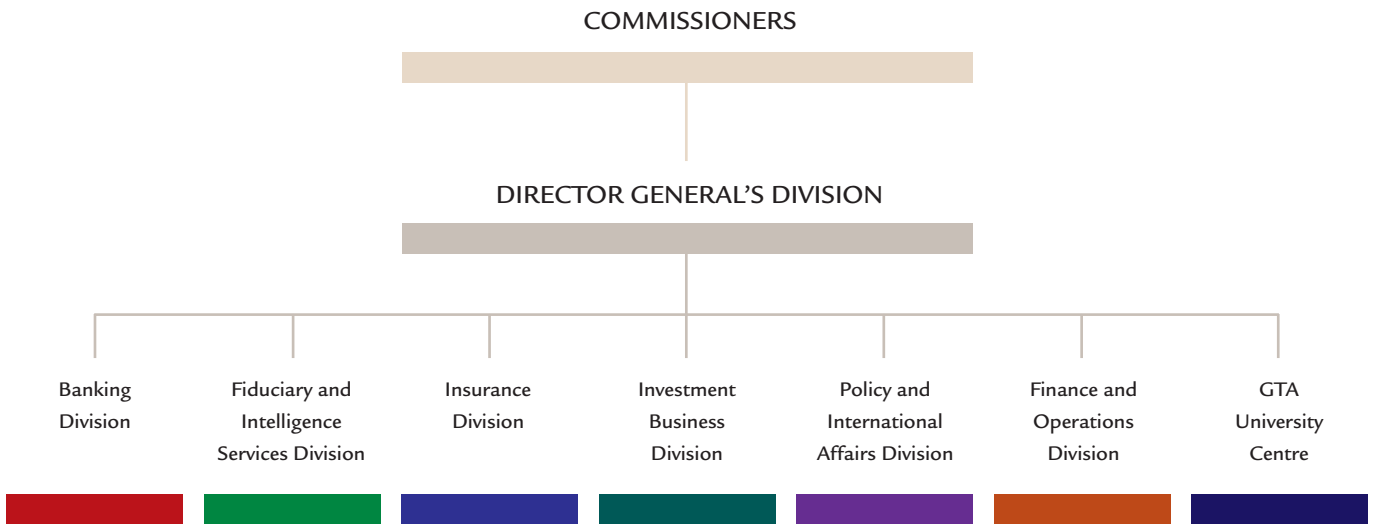 COMMISSIONERS
DIRECTOR GENERAL’S DIVISION
Banking
Division
Fiduciary and
Intelligence
Services Division
Insurance
Division
Investment
Business
Division
Policy and
International
Affairs Division
Finance and
Operations
Division
GTA
University
Centre